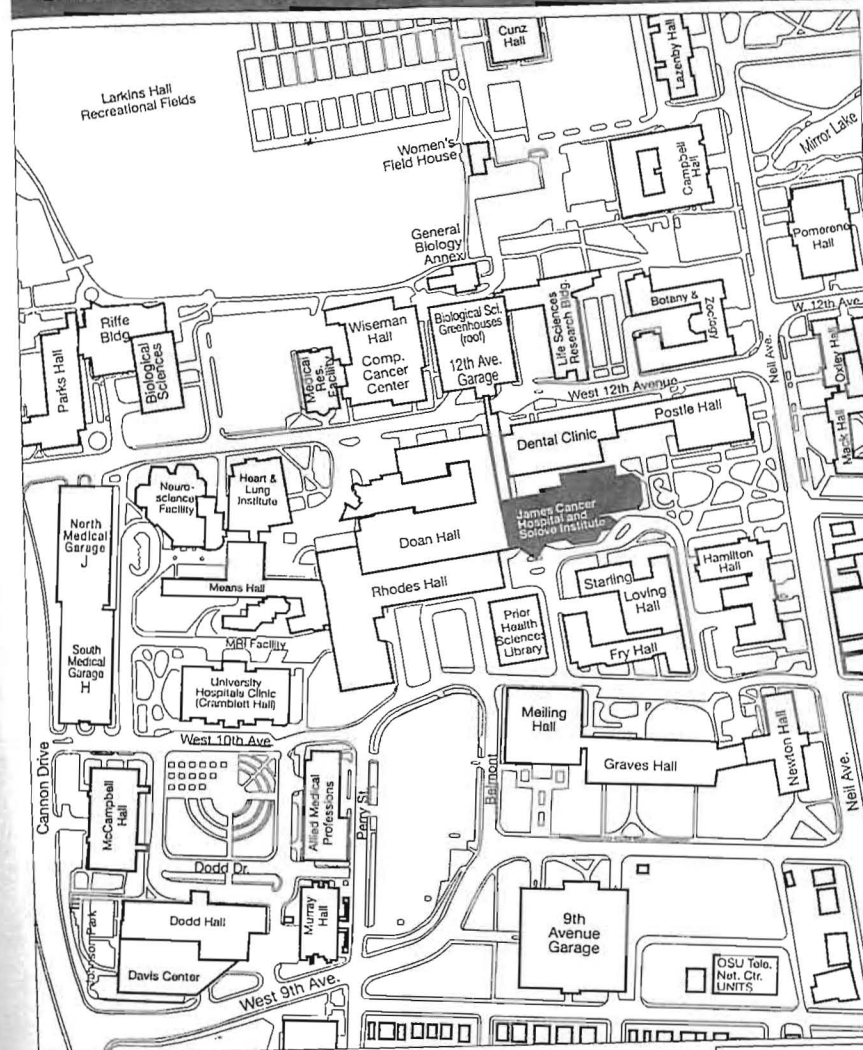 Cunz
Hall
Lazenby Hall
Larkins Hall
Recreational Fields
Mirror Lake
Women's
Field House
Campbell
Hall
General
Biology
Annex
Pomerene
Hall
W. 12th Ave.
Riffe
Bldg.
Biological
Sciences
Parks Hall
Wiseman
Hall
Comp.
Cancer
Center
Medical
Res.
Facility
Biological Sci.
Greenhouses
(roof)
12th Ave.
Garage
Life Sciences
Research Bldg.
Botany &
Zoology
Neil Ave.
Oxley Hall
Mack Hall
West 12th Avenue
Dental Clinic
Postle Hall
James Cancer
Hospital and
Solove Institute
Neuro-
science
Facility
Heart &
Lung
Institute
North
Medical
Garage
J
Doan Hall
Rhodes Hall
Means Hall
Starling
Loving
Hall
Hamilton
Hall
Prior
Health
Sciences
Library
Fry Hall
MRI Facility
South
Medical
Garage
H
University
Hospitals Clinic
(Cramblett Hall)
Meiling
Hall
Graves Hall
Newton Hall
West 10th Ave
Cannon Drive
Belmont
Neil Ave.
McCampbell
Hall
Allied Medical
Professions
Perry St.
Dodd Dr.
Dodd Hall
Murray
Hall
Davis Center
Park
9th
Avenue
Garage
OSU Tele.
Net. Ctr.
UNITS
West 9th Ave.